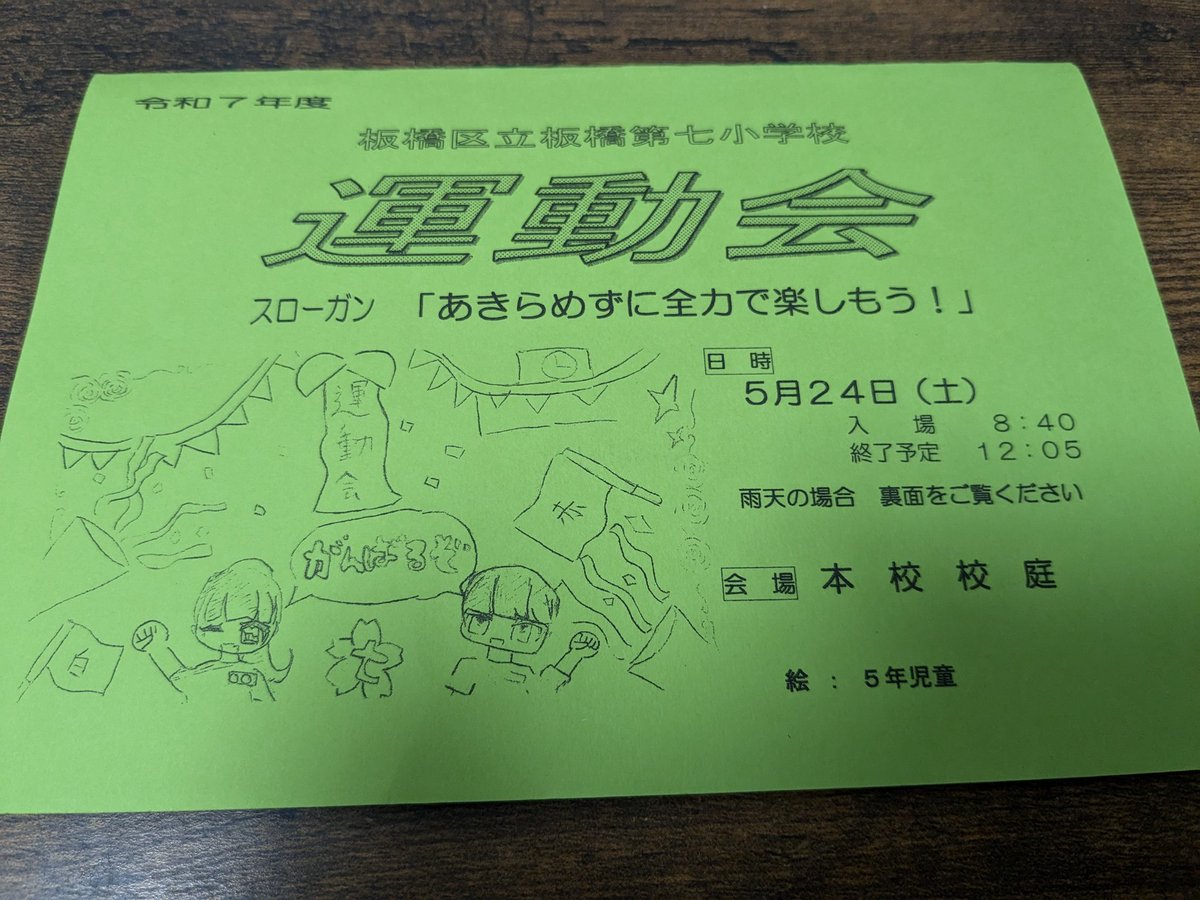 令和7年度
板橋区立板橋第七小学校
運動会
スローガン 「あきらめずに全力で楽しもう！」
日 時
5月24日（土）
入 場 8：40
終了予定 12：05
雨天の場合 裏面をご覧ください
会 場 本 校 校 庭
絵 ： 5年児童
運動会
がんばるぞ
赤
白
七